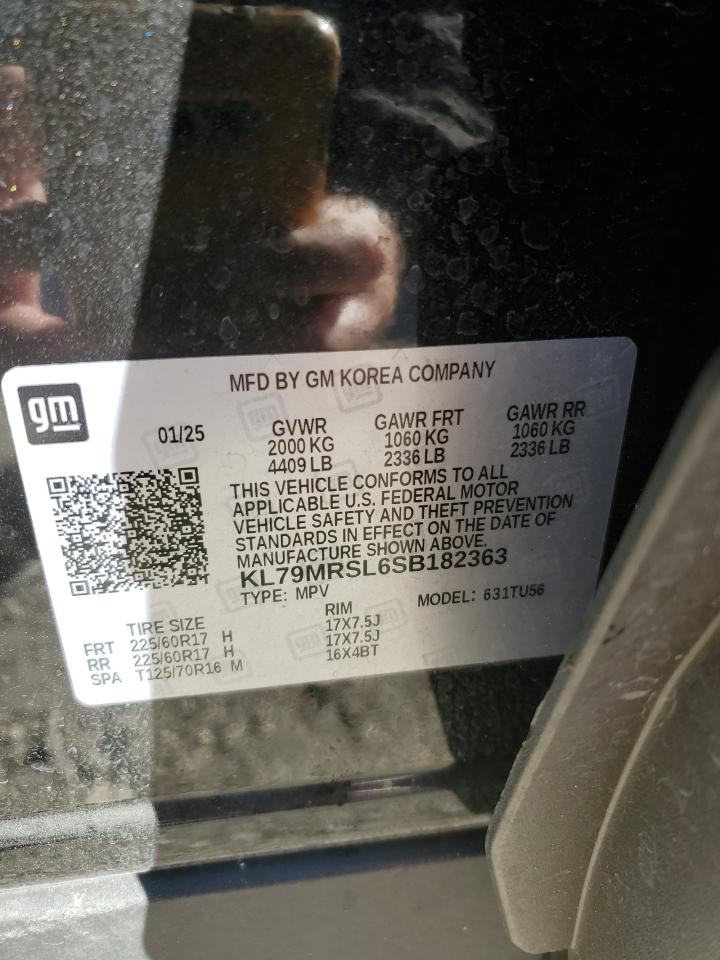 MFD BY GM KOREA COMPANY
gm
01/25
GVWR GAWR FRT GAWR RR
2000 KG 1060 KG 1060 KG
4409 LB 2336 LB 2336 LB
THIS VEHICLE CONFORMS TO ALL
APPLICABLE U.S. FEDERAL MOTOR
VEHICLE SAFETY AND THEFT PREVENTION
STANDARDS IN EFFECT ON THE DATE OF
MANUFACTURE SHOWN ABOVE.
KL79MRSL6SB182363
TYPE: MPV MODEL: 631TU56
TIRE SIZE RIM
FRT 225/60R17 H 17X7.5J
RR 225/60R17 H 17X7.5J
SPA T125/70R16 M 16X4BT